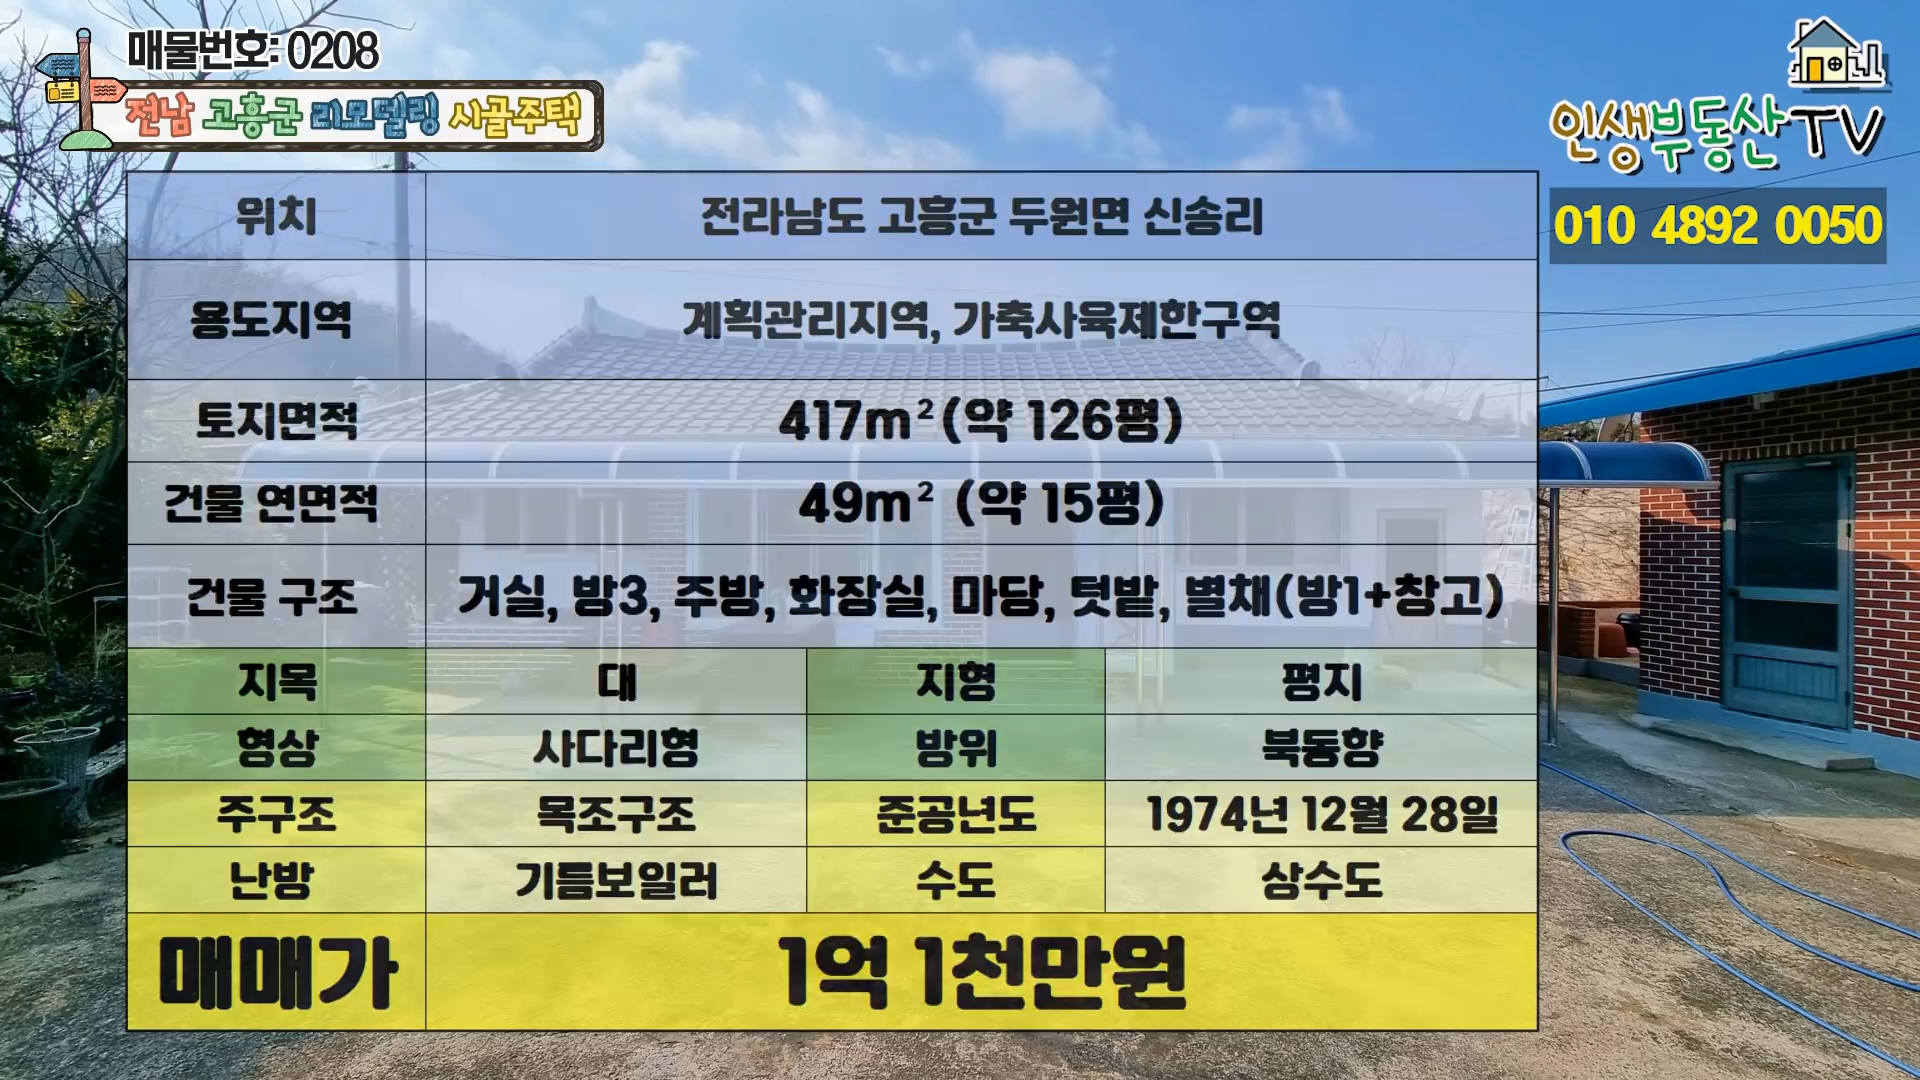 매물번호: 0208
전남 고흥군 리모델링 시골주택
인생부동산TV
010 4892 0050
위치 전라남도 고흥군 두원면 신송리
용도지역 계획관리지역, 가축사육제한구역
토지면적 417m²(약 126평)
건물 연면적 49m² (약 15평)
건물 구조 거실, 방3, 주방, 화장실, 마당, 텃밭, 별채(방1+창고)
지목 대 지형 평지
형상 사다리형 방위 북동향
주구조 목조구조 준공년도 1974년 12월 28일
난방 기름보일러 수도 상수도
매매가 1억 1천만원